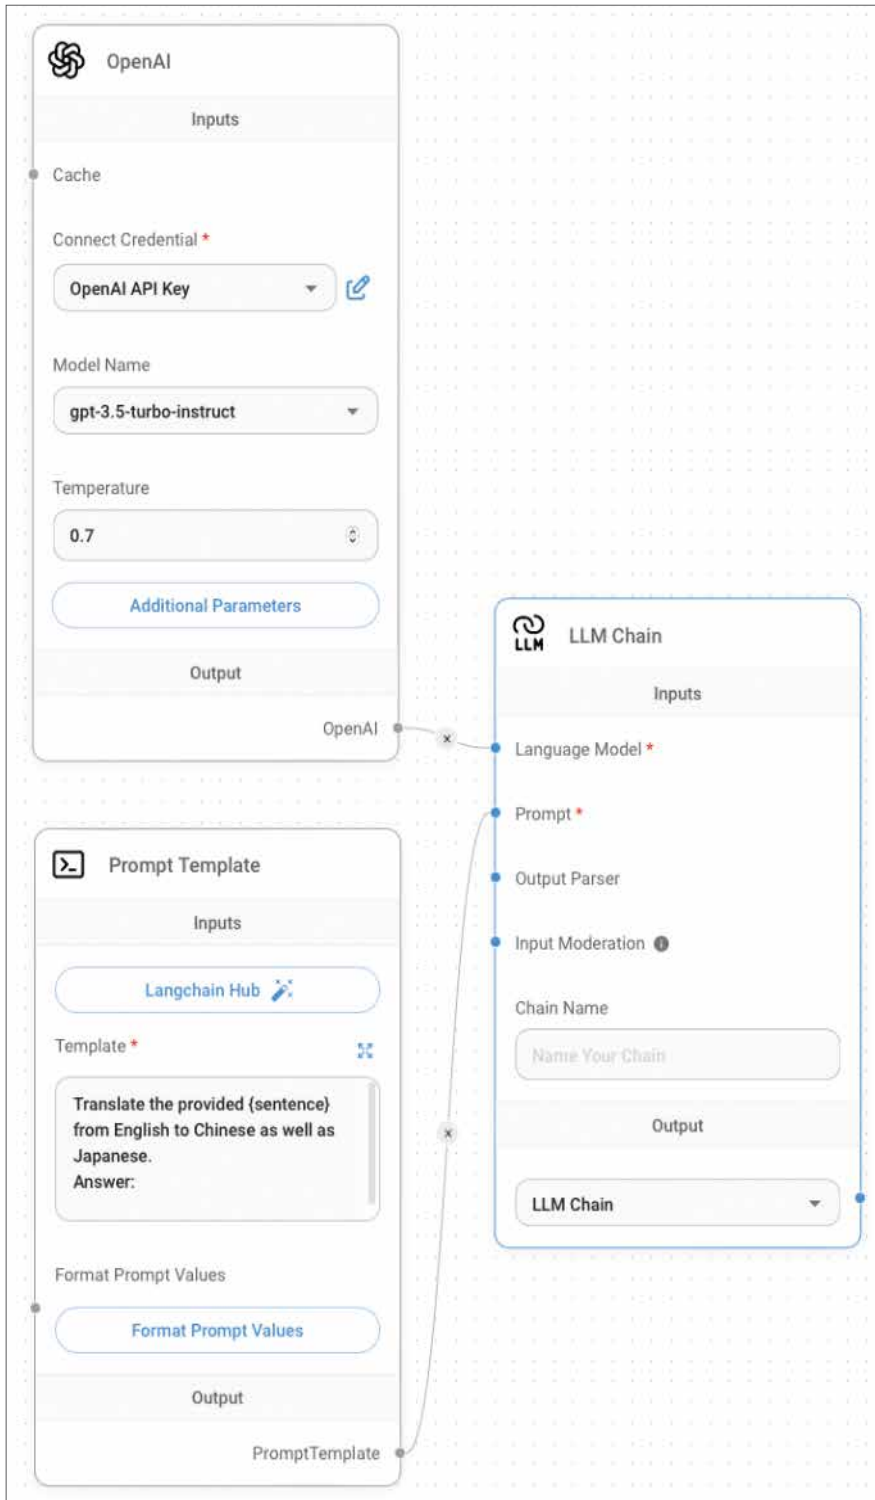 OpenAI
Inputs
Cache
Connect Credential *
OpenAI API Key
Model Name
gpt-3.5-turbo-instruct
Temperature
0.7
Additional Parameters
Output
OpenAI
x
Prompt Template
Inputs
Langchain Hub
Template *
Translate the provided {sentence}
from English to Chinese as well as
Japanese.
Answer:
Format Prompt Values
Format Prompt Values
Output
PromptTemplate
x
LLM
LLM Chain
Inputs
Language Model *
Prompt *
Output Parser
Input Moderation
Chain Name
Name Your Chain
Output
LLM Chain